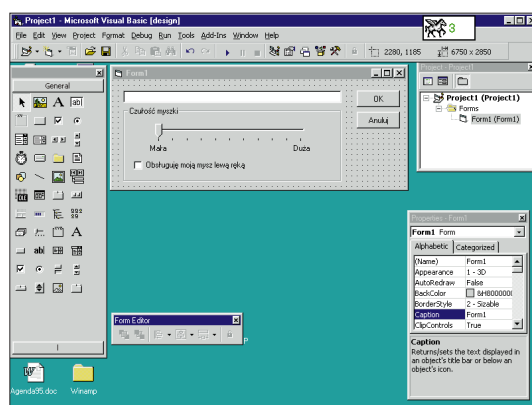 Project1 - Microsoft Visual Basic [design]
3
File Edit View Project Format Debug Run Tools Add-Ins Window Help
2280, 1185
6750 x 2850
General
A
ab|
OLE
A
ab|
Form1
OK
Czułość myszki
Anuluj
Mała
Duża
Obsługuję moją mysz lewą ręką
Project - Project1
Project1 (Project1)
Forms
Form1 (Form1)
Properties - Form1
Form1 Form
Alphabetic Categorized
(Name) Form1
Appearance 1 - 3D
AutoRedraw False
BackColor &H8000000
BorderStyle 2 - Sizable
Caption Form1
ClipControls True
Caption
Returns/sets the text displayed in
an object's title bar or below an
object's icon.
Form Editor
Agenda95.doc
Winamp